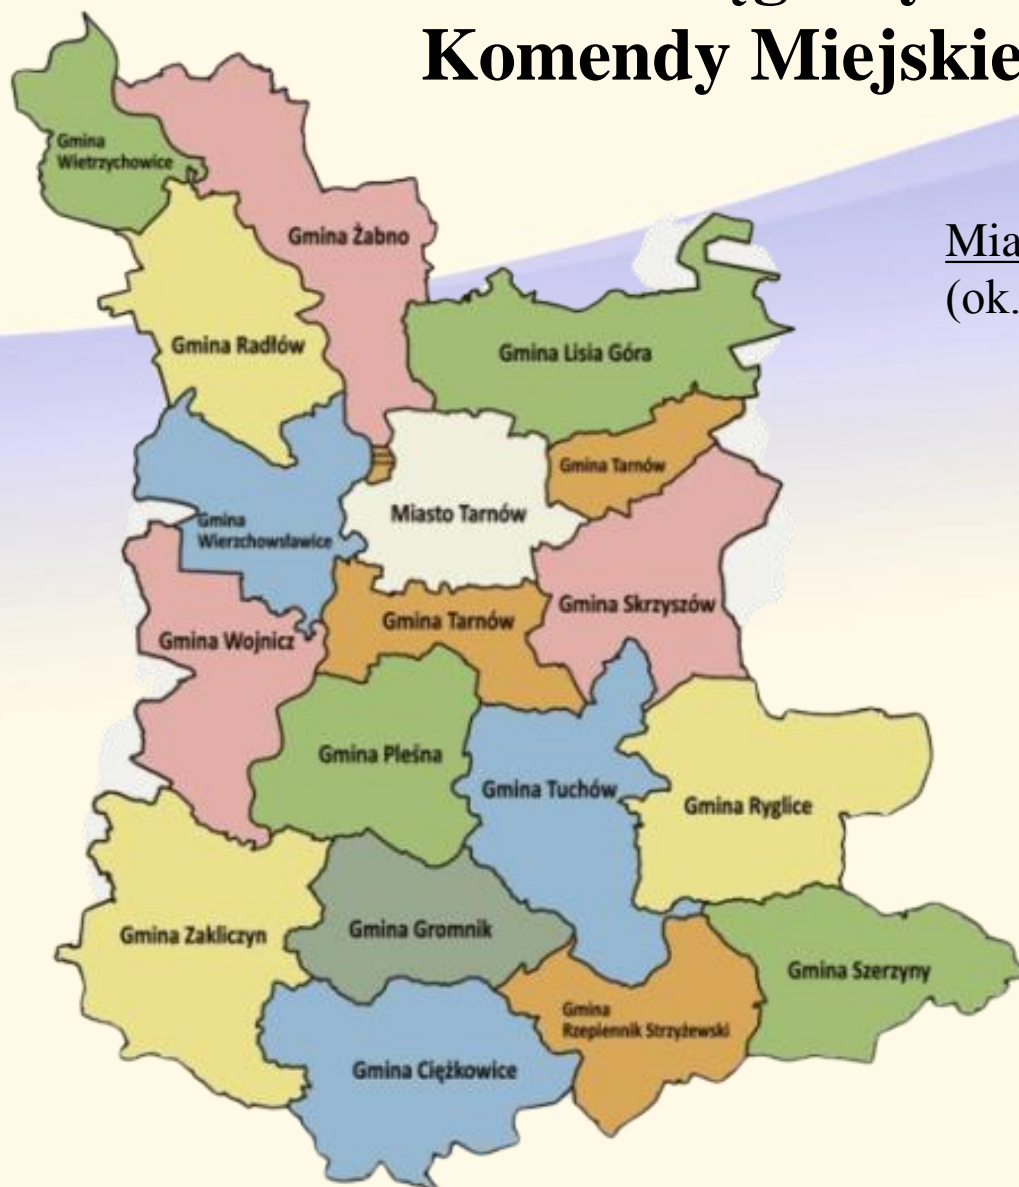 Komendy Miejskie
Gmina
Wietrzychowice
Gmina Żabno
Mia
(ok.
Gmina Radłów
Gmina Lisia Góra
Gmina Tarnów
Miasto Tarnów
Gmina
Wierzchosławice
Gmina Skrzyszów
Gmina Tarnów
Gmina Wojnicz
Gmina Pleśna
Gmina Tuchów
Gmina Ryglice
Gmina Zakliczyn
Gmina Gromnik
Gmina Szerzyny
Gmina
Rzepiennik Strzyżewski
Gmina Ciężkowice